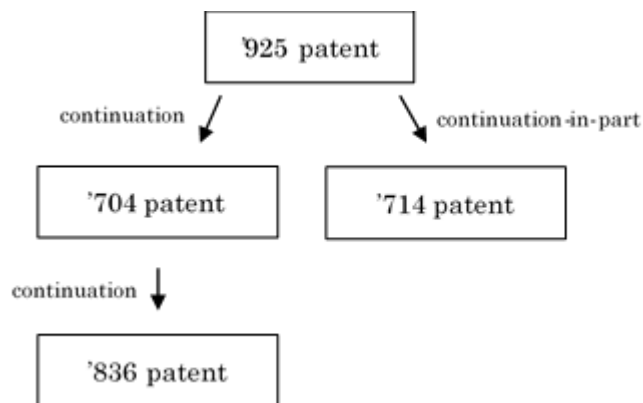 ’925 patent
continuation
continuation-in-part
’704 patent
’714 patent
continuation
’836 patent